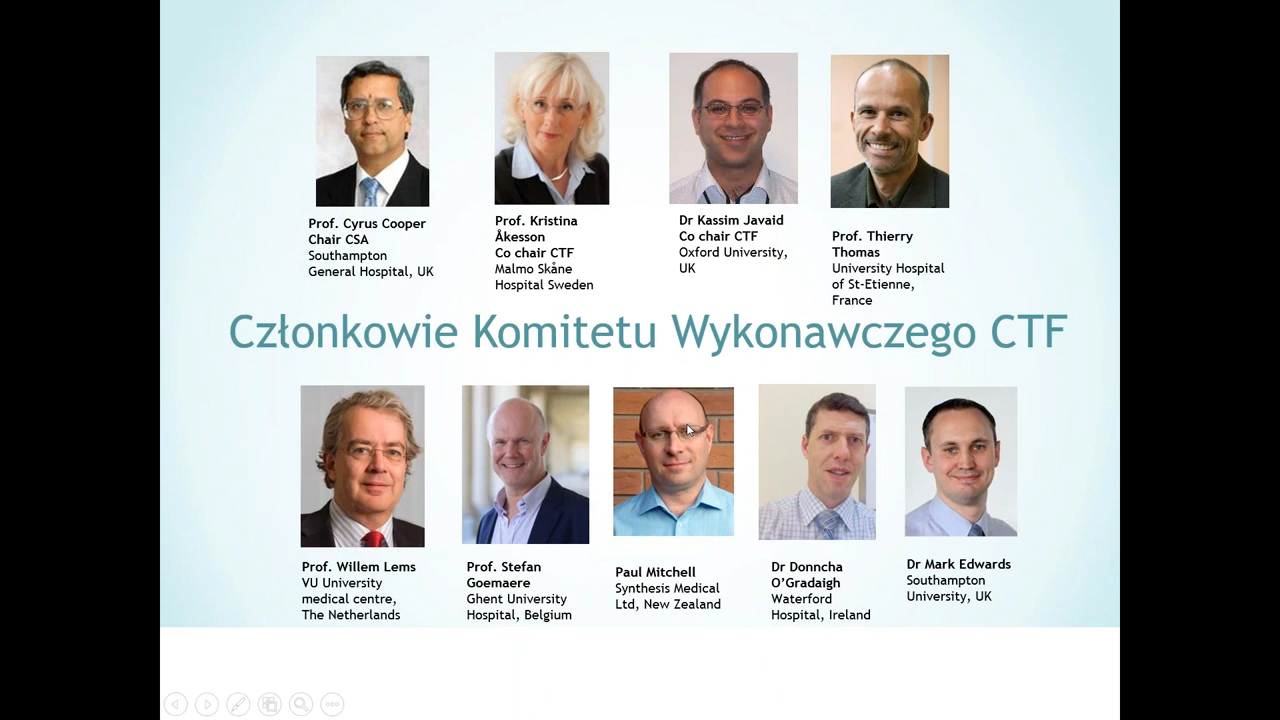 Prof. Cyrus Cooper
Chair CSA
Southampton
General Hospital, UK
Prof. Kristina
Åkesson
Co chair CTF
Malmo Skåne
Hospital Sweden
Dr Kassim Javaid
Co chair CTF
Oxford University,
UK
Prof. Thierry
Thomas
University Hospital
of St-Etienne,
France
Członkowie Komitetu Wykonawczego CTF
Prof. Willem Lems
VU University
medical centre,
The Netherlands
Prof. Stefan
Goemaere
Ghent University
Hospital, Belgium
Paul Mitchell
Synthesis Medical
Ltd, New Zealand
Dr Donncha
O’Gradaigh
Waterford
Hospital, Ireland
Dr Mark Edwards
Southampton
University, UK